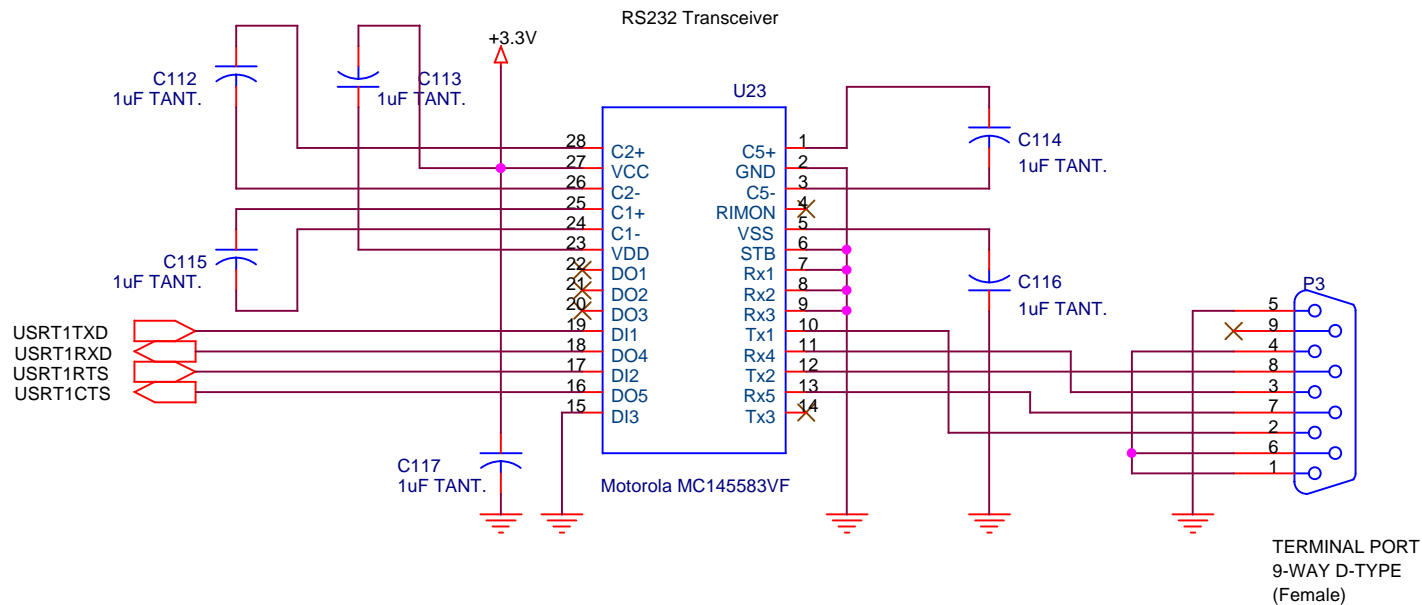 RS232 Transceiver
+3.3V
C112
1uF TANT.
C113
1uF TANT.
U23
C114
1uF TANT.
28 C2+ C5+ 1
27 VCC GND 2
26 C2- C5- 3
25 C1+ RIMON 4
24 C1- VSS 5
23 VDD STB 6
22 DO1 Rx1 7
21 DO2 Rx2 8
20 DO3 Rx3 9
19 DI1 Tx1 10
18 DO4 Rx4 11
17 DI2 Tx2 12
16 DO5 Rx5 13
15 DI3 Tx3 14
C115
1uF TANT.
C116
1uF TANT.
USRT1TXD
USRT1RXD
USRT1RTS
USRT1CTS
P3
5
9
4
8
3
7
2
6
1
C117
1uF TANT.
Motorola MC145583VF
TERMINAL PORT
9-WAY D-TYPE
(Female)